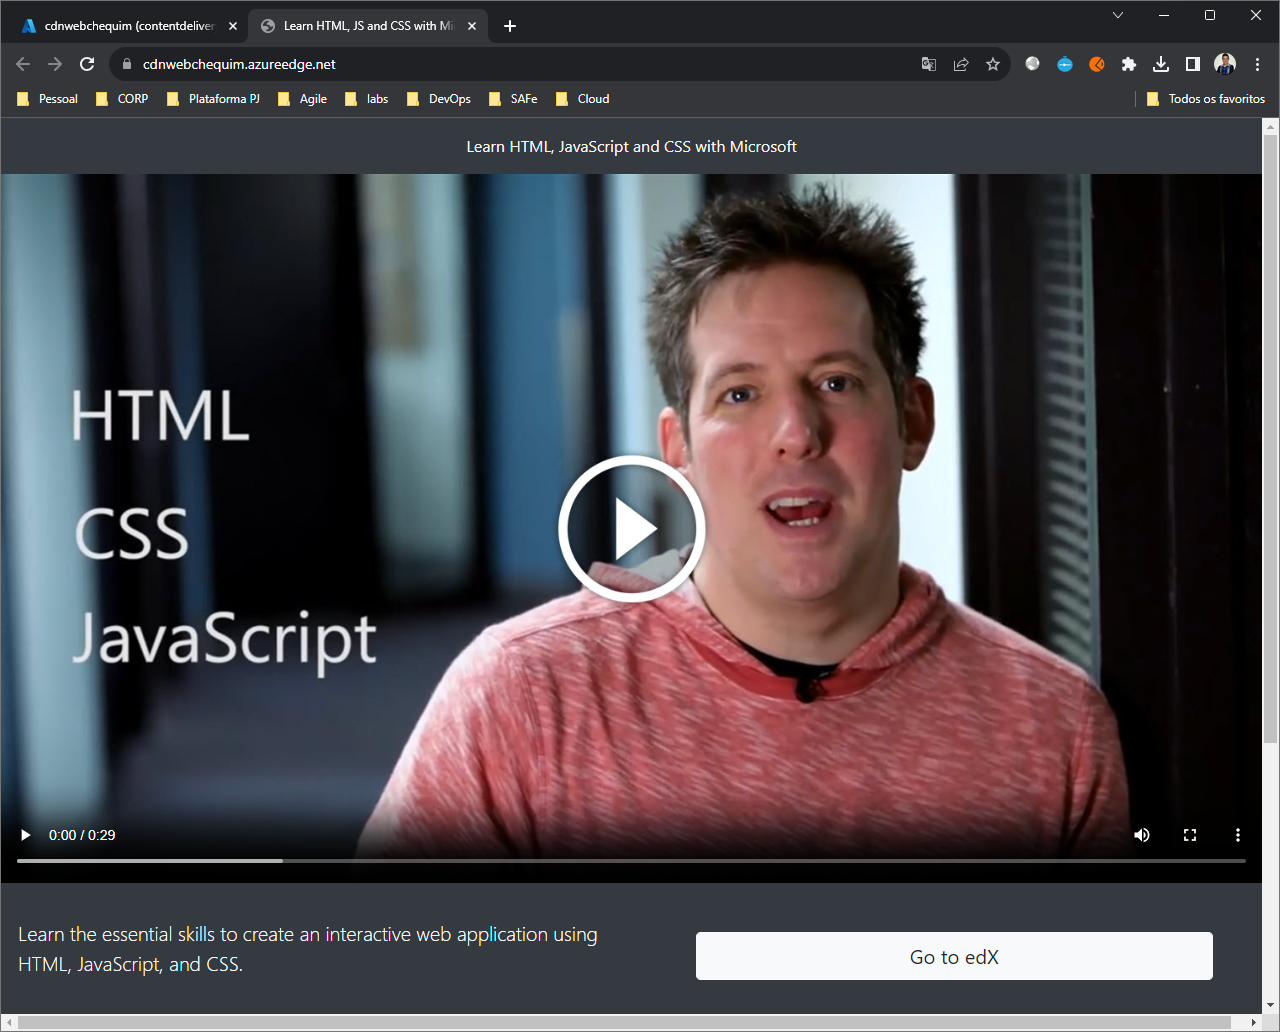 cdnwebchequim (contentdeliver
Learn HTML, JS and CSS with Mi
cdnwebchequim.azureedge.net
Pessoal
CORP
Plataforma PJ
Agile
labs
DevOps
SAFe
Cloud
Todos os favoritos
Learn HTML, JavaScript and CSS with Microsoft
HTML
CSS
JavaScript
0:00 / 0:29
Learn the essential skills to create an interactive web application using
HTML, JavaScript, and CSS.
Go to edX